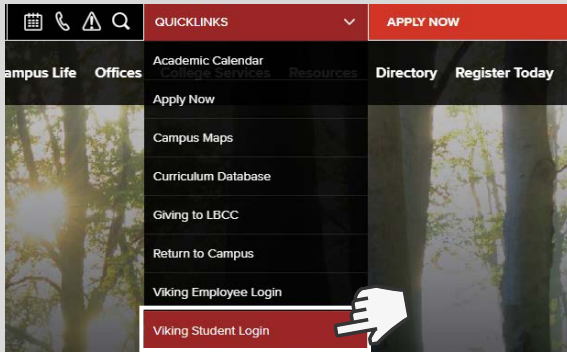 QUICKLINKS
APPLY NOW
ampus Life Offices College Services Resources Directory Register Today
Academic Calendar
Apply Now
Campus Maps
Curriculum Database
Giving to LBCC
Return to Campus
Viking Employee Login
Viking Student Login